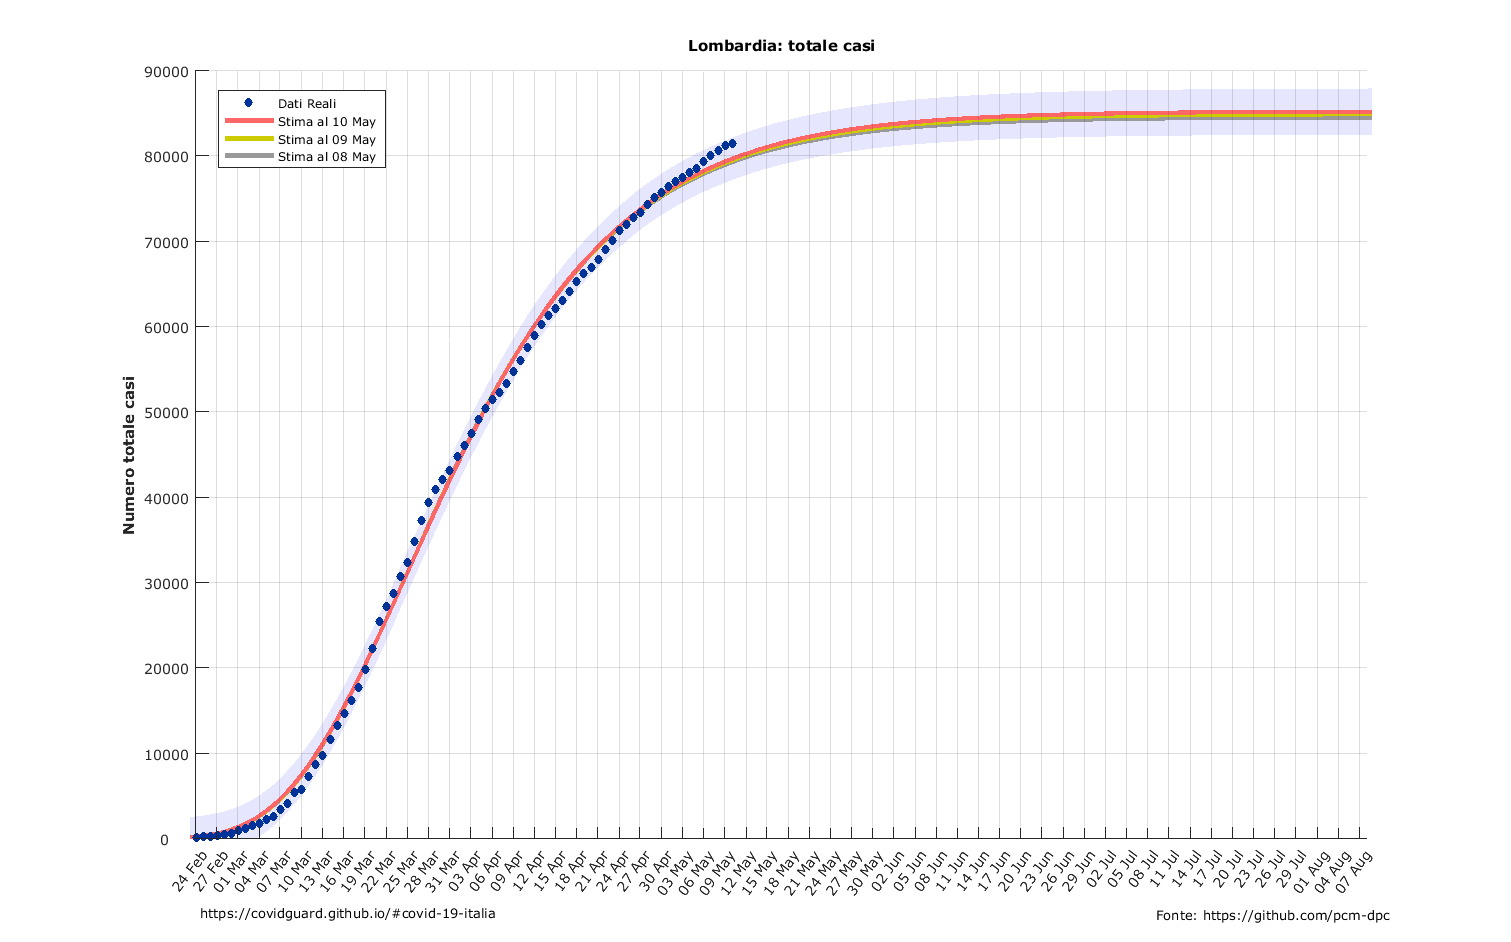 Lombardia: totale casi
90000
80000
70000
60000
50000
40000
30000
20000
10000
0
Numero totale casi
Dati Reali
Stima al 10 May
Stima al 09 May
Stima al 08 May
24 Feb
27 Feb
01 Mar
04 Mar
07 Mar
10 Mar
13 Mar
16 Mar
19 Mar
22 Mar
25 Mar
28 Mar
31 Mar
03 Apr
06 Apr
09 Apr
12 Apr
15 Apr
18 Apr
21 Apr
24 Apr
27 Apr
30 Apr
03 May
06 May
09 May
12 May
15 May
18 May
21 May
24 May
27 May
30 May
02 Jun
05 Jun
08 Jun
11 Jun
14 Jun
17 Jun
20 Jun
23 Jun
26 Jun
29 Jun
02 Jul
05 Jul
08 Jul
11 Jul
14 Jul
17 Jul
20 Jul
23 Jul
26 Jul
29 Jul
01 Aug
04 Aug
07 Aug
https://covidguard.github.io/#covid-19-italia
Fonte: https://github.com/pcm-dpc